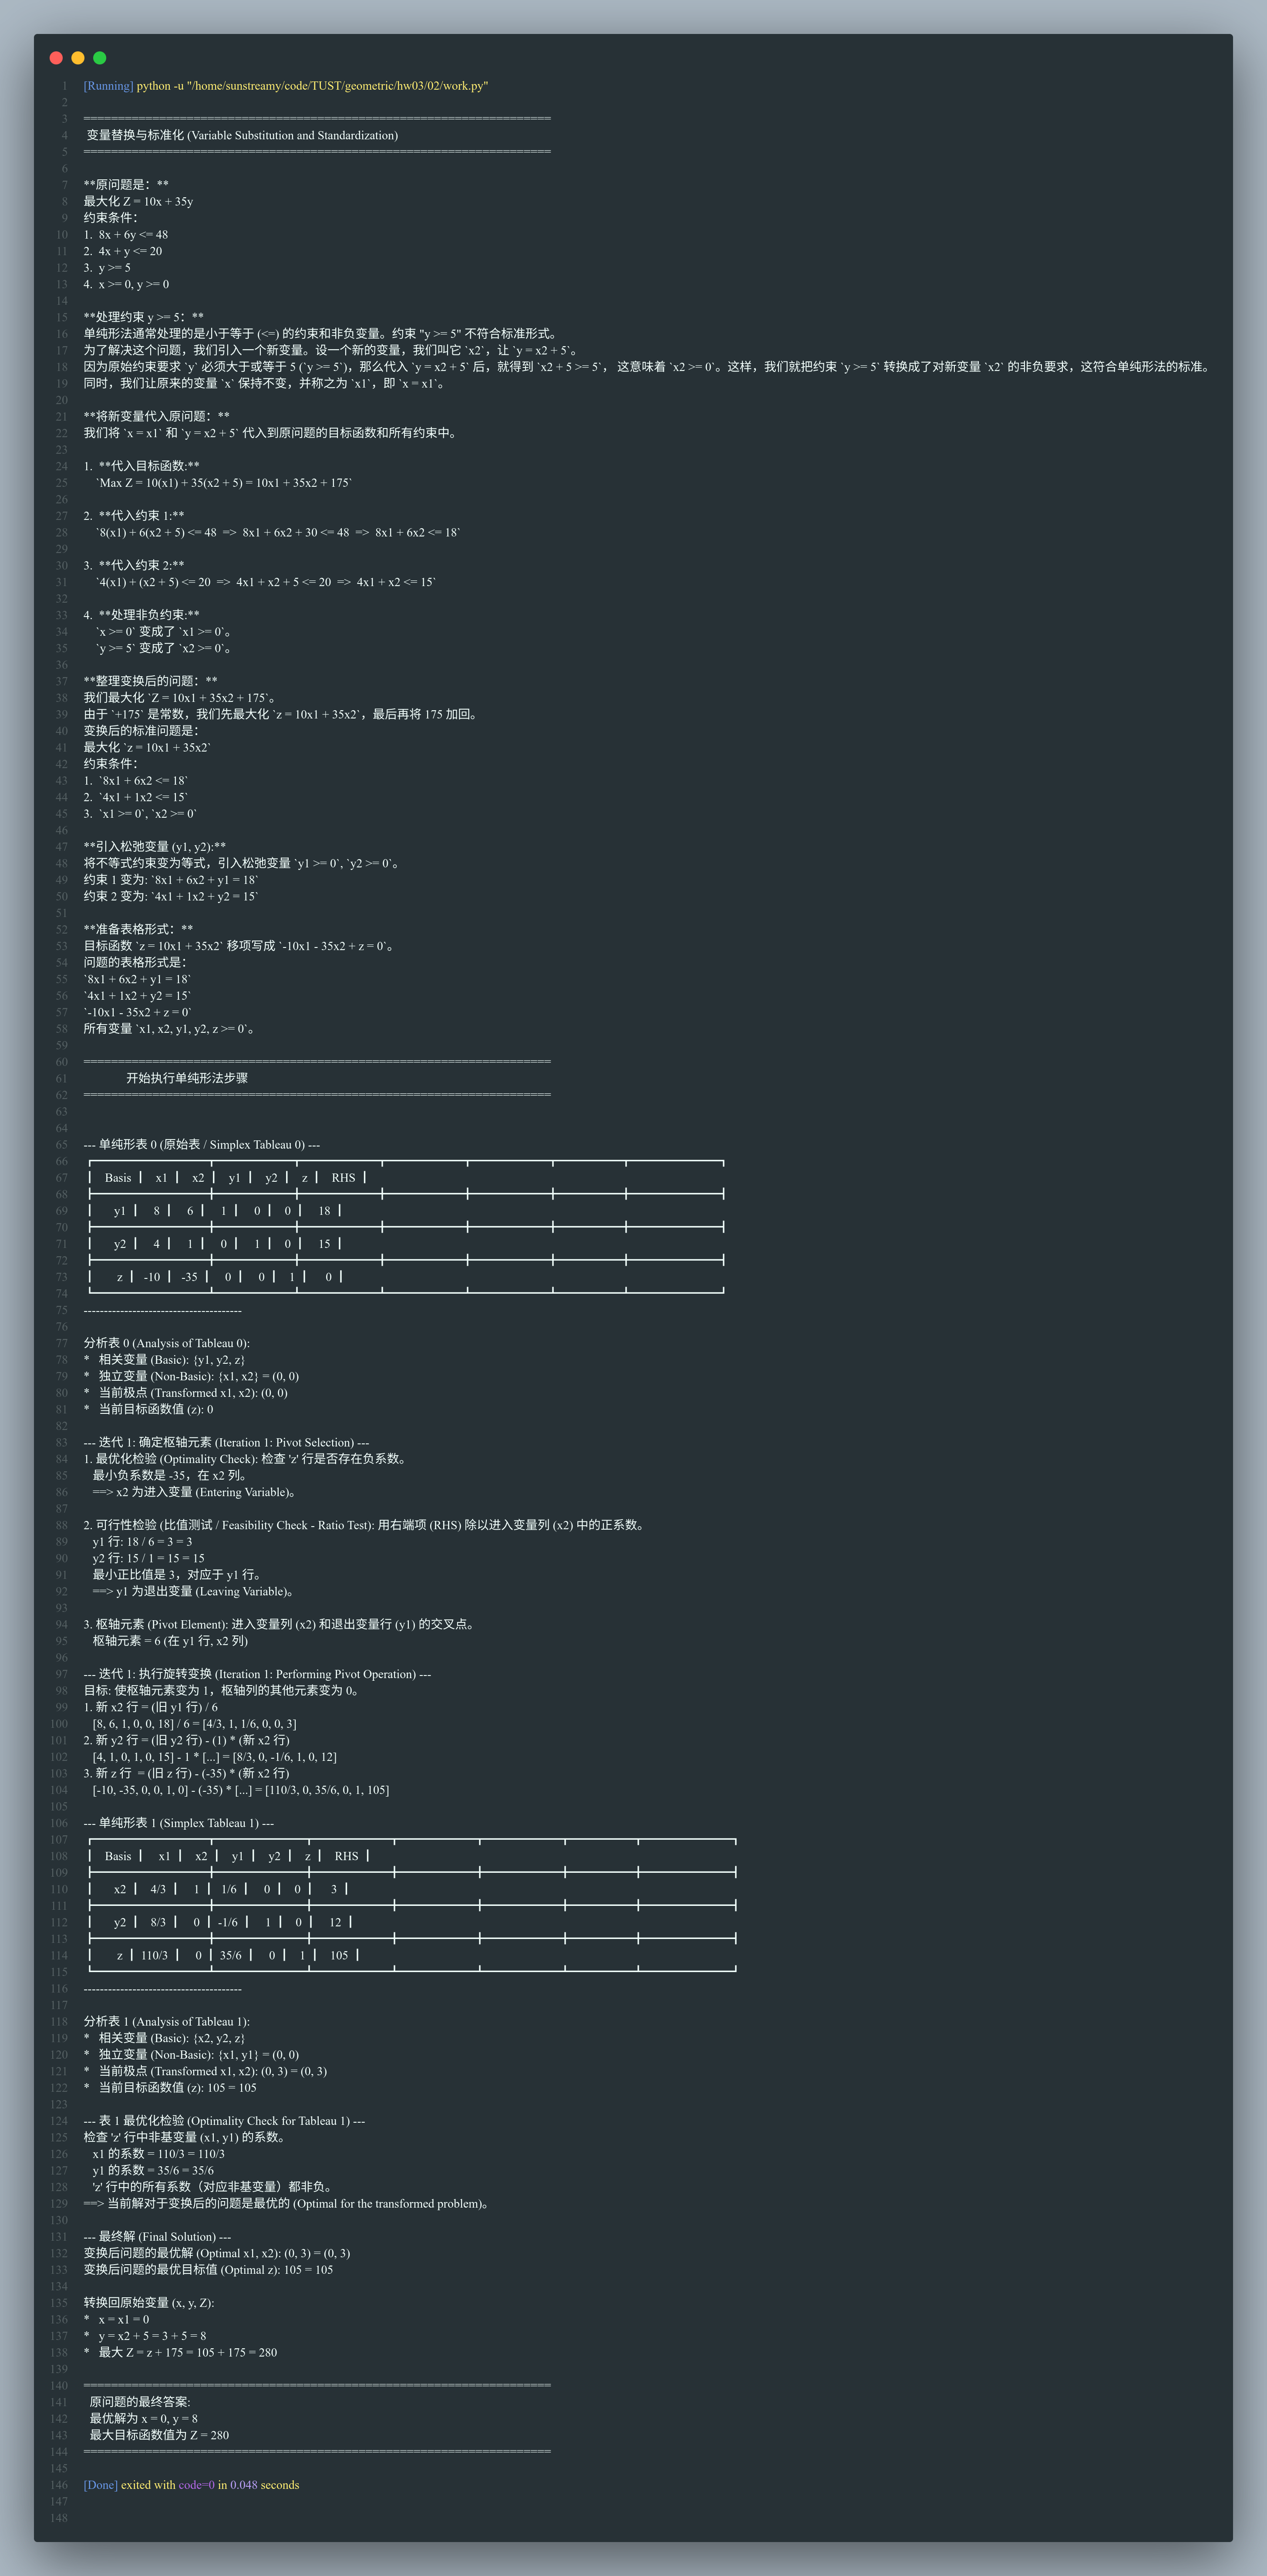 1 [Running] python -u "/home/sunstreamy/code/TUST/geometric/hw03/02/work.py"
2
3 ====================================================================
4 变量替换与标准化 (Variable Substitution and Standardization)
5 ====================================================================
6
7 **原问题是：**
8 最大化 Z = 10x + 35y
9 约束条件：
10 1. 8x + 6y <= 48
11 2. 4x + y <= 20
12 3. y >= 5
13 4. x >= 0, y >= 0
14
15 **处理约束 y >= 5：**
16 单纯形法通常处理的是小于等于 (<=) 的约束和非负变量。约束 "y >= 5" 不符合标准形式。
17 为了解决这个问题，我们引入一个新变量。设一个新的变量，我们叫它 `x2`，让 `y = x2 + 5`。
18 因为原始约束要求 `y` 必须大于或等于 5 (`y >= 5`)，那么代入 `y = x2 + 5` 后，就得到 `x2 + 5 >= 5`， 这意味着 `x2 >= 0`。这样，我们就把约束 `y >= 5` 转换成了对新变量 `x2` 的非负要求，这符合单纯形法的标准。
19 同时，我们让原来的变量 `x` 保持不变，并称之为 `x1`，即 `x = x1`。
20
21 **将新变量代入原问题：**
22 我们将 `x = x1` 和 `y = x2 + 5` 代入到原问题的目标函数和所有约束中。
23
24 1. **代入目标函数:**
25 `Max Z = 10(x1) + 35(x2 + 5) = 10x1 + 35x2 + 175`
26
27 2. **代入约束 1:**
28 `8(x1) + 6(x2 + 5) <= 48 => 8x1 + 6x2 + 30 <= 48 => 8x1 + 6x2 <= 18`
29
30 3. **代入约束 2:**
31 `4(x1) + (x2 + 5) <= 20 => 4x1 + x2 + 5 <= 20 => 4x1 + x2 <= 15`
32
33 4. **处理非负约束:**
34 `x >= 0` 变成了 `x1 >= 0`。
35 `y >= 5` 变成了 `x2 >= 0`。
36
37 **整理变换后的问题：**
38 我们最大化 `Z = 10x1 + 35x2 + 175`。
39 由于 `+175` 是常数，我们先最大化 `z = 10x1 + 35x2`，最后再将 175 加回。
40 变换后的标准问题是：
41 最大化 `z = 10x1 + 35x2`
42 约束条件：
43 1. `8x1 + 6x2 <= 18`
44 2. `4x1 + 1x2 <= 15`
45 3. `x1 >= 0`, `x2 >= 0`
46
47 **引入松弛变量 (y1, y2):**
48 将不等式约束变为等式，引入松弛变量 `y1 >= 0`, `y2 >= 0`。
49 约束 1 变为: `8x1 + 6x2 + y1 = 18`
50 约束 2 变为: `4x1 + 1x2 + y2 = 15`
51
52 **准备表格形式：**
53 目标函数 `z = 10x1 + 35x2` 移项写成 `-10x1 - 35x2 + z = 0`。
54 问题的表格形式是：
55 `8x1 + 6x2 + y1 = 18`
56 `4x1 + 1x2 + y2 = 15`
57 `-10x1 - 35x2 + z = 0`
58 所有变量 `x1, x2, y1, y2, z >= 0`。
59
60 ====================================================================
61 开始执行单纯形法步骤
62 ====================================================================
63
64
65 --- 单纯形表 0 (原始表 / Simplex Tableau 0) ---
66
67 ┃ Basis ┃ x1 ┃ x2 ┃ y1 ┃ y2 ┃ z ┃ RHS ┃
68
69 ┃ y1 ┃ 8 ┃ 6 ┃ 1 ┃ 0 ┃ 0 ┃ 18 ┃
70
71 ┃ y2 ┃ 4 ┃ 1 ┃ 0 ┃ 1 ┃ 0 ┃ 15 ┃
72
73 ┃ z ┃ -10 ┃ -35 ┃ 0 ┃ 0 ┃ 1 ┃ 0 ┃
74
75 ---------------------------------------
76
77 分析表 0 (Analysis of Tableau 0):
78 * 相关变量 (Basic): {y1, y2, z}
79 * 独立变量 (Non-Basic): {x1, x2} = (0, 0)
80 * 当前极点 (Transformed x1, x2): (0, 0)
81 * 当前目标函数值 (z): 0
82
83 --- 迭代 1: 确定枢轴元素 (Iteration 1: Pivot Selection) ---
84 1. 最优化检验 (Optimality Check): 检查 'z' 行是否存在负系数。
85 最小负系数是 -35，在 x2 列。
86 ==> x2 为进入变量 (Entering Variable)。
87
88 2. 可行性检验 (比值测试 / Feasibility Check - Ratio Test): 用右端项 (RHS) 除以进入变量列 (x2) 中的正系数。
89 y1 行: 18 / 6 = 3 = 3
90 y2 行: 15 / 1 = 15 = 15
91 最小正比值是 3，对应于 y1 行。
92 ==> y1 为退出变量 (Leaving Variable)。
93
94 3. 枢轴元素 (Pivot Element): 进入变量列 (x2) 和退出变量行 (y1) 的交叉点。
95 枢轴元素 = 6 (在 y1 行, x2 列)
96
97 --- 迭代 1: 执行旋转变换 (Iteration 1: Performing Pivot Operation) ---
98 目标: 使枢轴元素变为 1，枢轴列的其他元素变为 0。
99 1. 新 x2 行 = (旧 y1 行) / 6
100 [8, 6, 1, 0, 0, 18] / 6 = [4/3, 1, 1/6, 0, 0, 3]
101 2. 新 y2 行 = (旧 y2 行) - (1) * (新 x2 行)
102 [4, 1, 0, 1, 0, 15] - 1 * [...] = [8/3, 0, -1/6, 1, 0, 12]
103 3. 新 z 行 = (旧 z 行) - (-35) * (新 x2 行)
104 [-10, -35, 0, 0, 1, 0] - (-35) * [...] = [110/3, 0, 35/6, 0, 1, 105]
105
106 --- 单纯形表 1 (Simplex Tableau 1) ---
107
108 ┃ Basis ┃ x1 ┃ x2 ┃ y1 ┃ y2 ┃ z ┃ RHS ┃
109
110 ┃ x2 ┃ 4/3 ┃ 1 ┃ 1/6 ┃ 0 ┃ 0 ┃ 3 ┃
111
112 ┃ y2 ┃ 8/3 ┃ 0 ┃ -1/6 ┃ 1 ┃ 0 ┃ 12 ┃
113
114 ┃ z ┃ 110/3 ┃ 0 ┃ 35/6 ┃ 0 ┃ 1 ┃ 105 ┃
115
116 ---------------------------------------
117
118 分析表 1 (Analysis of Tableau 1):
119 * 相关变量 (Basic): {x2, y2, z}
120 * 独立变量 (Non-Basic): {x1, y1} = (0, 0)
121 * 当前极点 (Transformed x1, x2): (0, 3) = (0, 3)
122 * 当前目标函数值 (z): 105 = 105
123
124 --- 表 1 最优化检验 (Optimality Check for Tableau 1) ---
125 检查 'z' 行中非基变量 (x1, y1) 的系数。
126 x1 的系数 = 110/3 = 110/3
127 y1 的系数 = 35/6 = 35/6
128 'z' 行中的所有系数（对应非基变量）都非负。
129 ==> 当前解对于变换后的问题是最优的 (Optimal for the transformed problem)。
130
131 --- 最终解 (Final Solution) ---
132 变换后问题的最优解 (Optimal x1, x2): (0, 3) = (0, 3)
133 变换后问题的最优目标值 (Optimal z): 105 = 105
134
135 转换回原始变量 (x, y, Z):
136 * x = x1 = 0
137 * y = x2 + 5 = 3 + 5 = 8
138 * 最大 Z = z + 175 = 105 + 175 = 280
139
140 ====================================================================
141 原问题的最终答案:
142 最优解为 x = 0, y = 8
143 最大目标函数值为 Z = 280
144 ====================================================================
145
146 [Done] exited with code=0 in 0.048 seconds
147
148